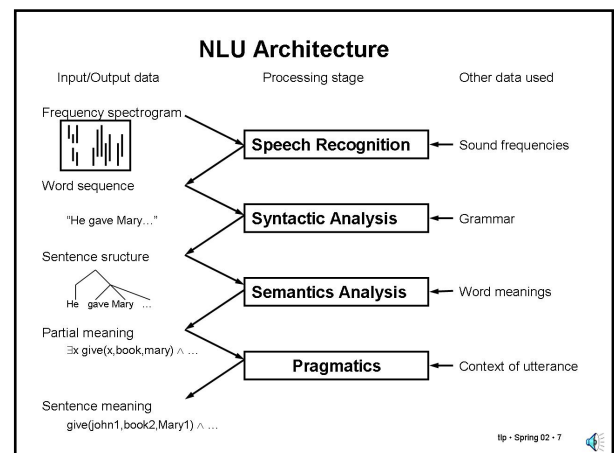 NLU Architecture
Input/Output data Processing stage Other data used
Frequency spectrogram
Speech Recognition Sound frequencies
Word sequence
"He gave Mary…" Syntactic Analysis Grammar
Sentence sructure
Semantics Analysis Word meanings
He gave Mary …
Partial meaning
∃x give(x,book,mary) ∧ …
Pragmatics Context of utterance
Sentence meaning
give(john1,book2,Mary1) ∧ …
tlp • Spring 02 • 7